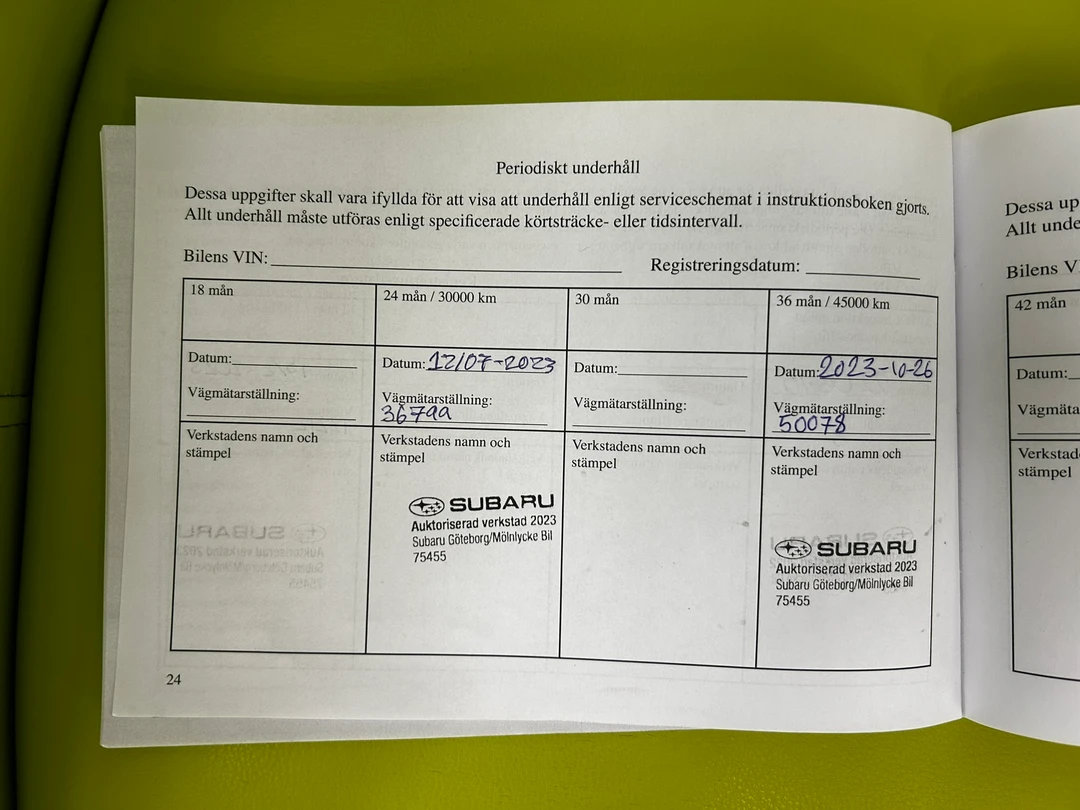 Periodiskt underhåll
Dessa uppgifter skall vara ifyllda för att visa att underhåll enligt serviceschemat i instruktionsboken gjorts.
Allt underhåll måste utföras enligt specificerade körtsträcke- eller tidsintervall.
Bilens VIN:
Registreringsdatum:
18 mån
Datum:
Vägmätarställning:
Verkstadens namn och
stämpel
24 mån / 30000 km
Datum: 12/07-2023
Vägmätarställning:
36799
Verkstadens namn och
stämpel
SUBARU
Auktoriserad verkstad 2023
Subaru Göteborg/Mölnlycke Bil
75455
30 mån
Datum:
Vägmätarställning:
Verkstadens namn och
stämpel
36 mån / 45000 km
Datum: 2023-10-26
Vägmätarställning:
50078
Verkstadens namn och
stämpel
SUBARU
Auktoriserad verkstad 2023
Subaru Göteborg/Mölnlycke Bil
75455
24
Dessa up
Allt unde
Bilens V
42 mån
Datum:
Vägmäta
Verkstad
stämpel